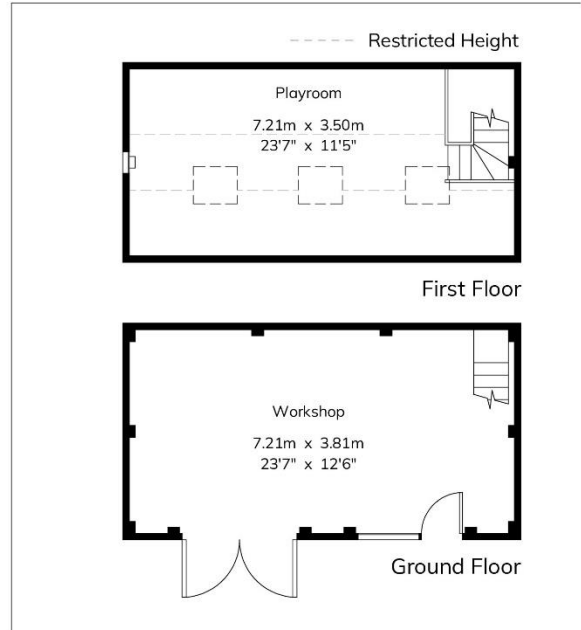 Restricted Height
Playroom
7.21m x 3.50m
23'7" x 11'5"
First Floor
Workshop
7.21m x 3.81m
23'7" x 12'6"
Ground Floor